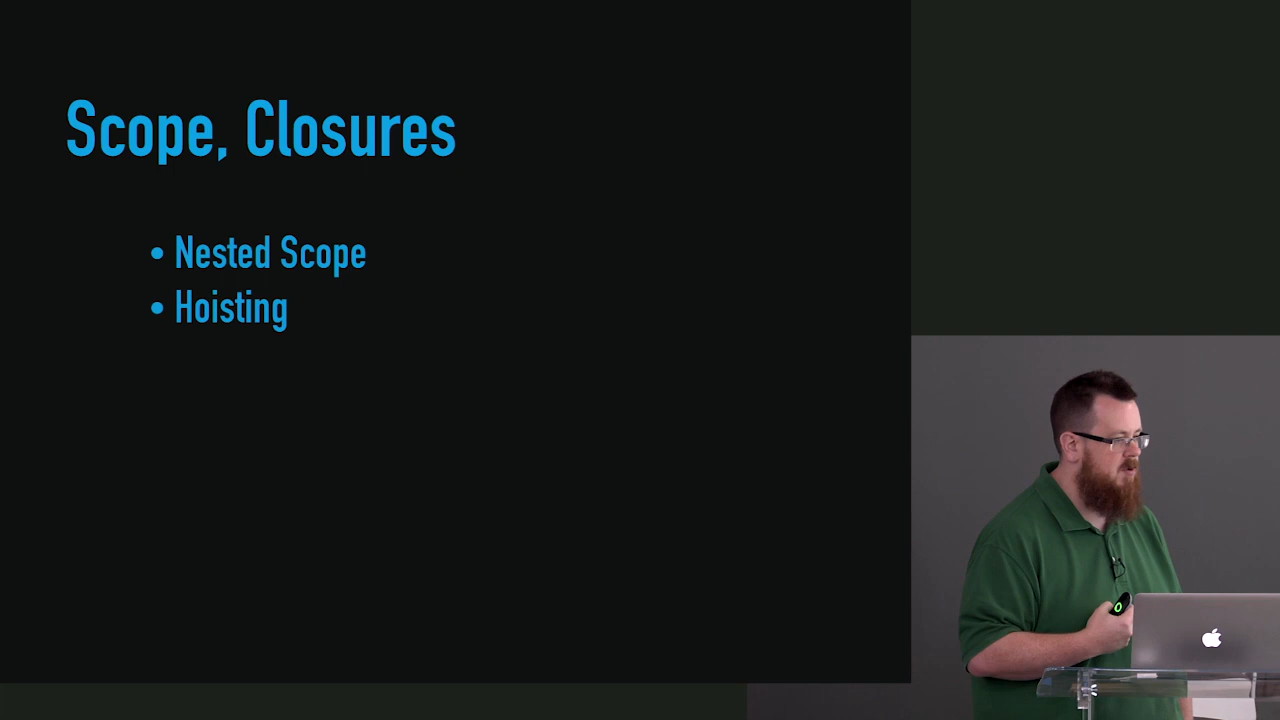 Scope, Closures
• Nested Scope
• Hoisting